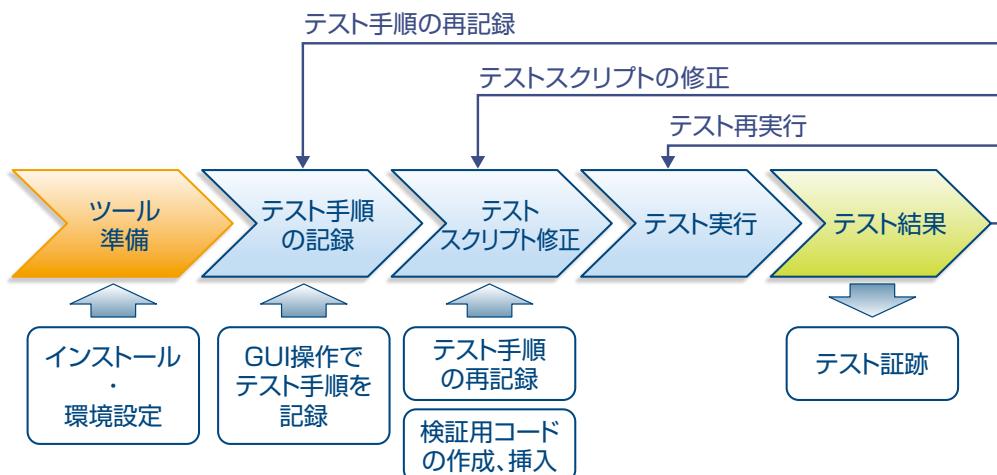 テスト手順の再記録
テストスクリプトの修正
テスト再実行
ツール
準備
テスト手順
の記録
テスト
スクリプト修正
テスト実行
テスト結果
インストール
・
環境設定
GUI操作で
テスト手順を
記録
テスト手順
の再記録
検証用コード
の作成、挿入
テスト証跡